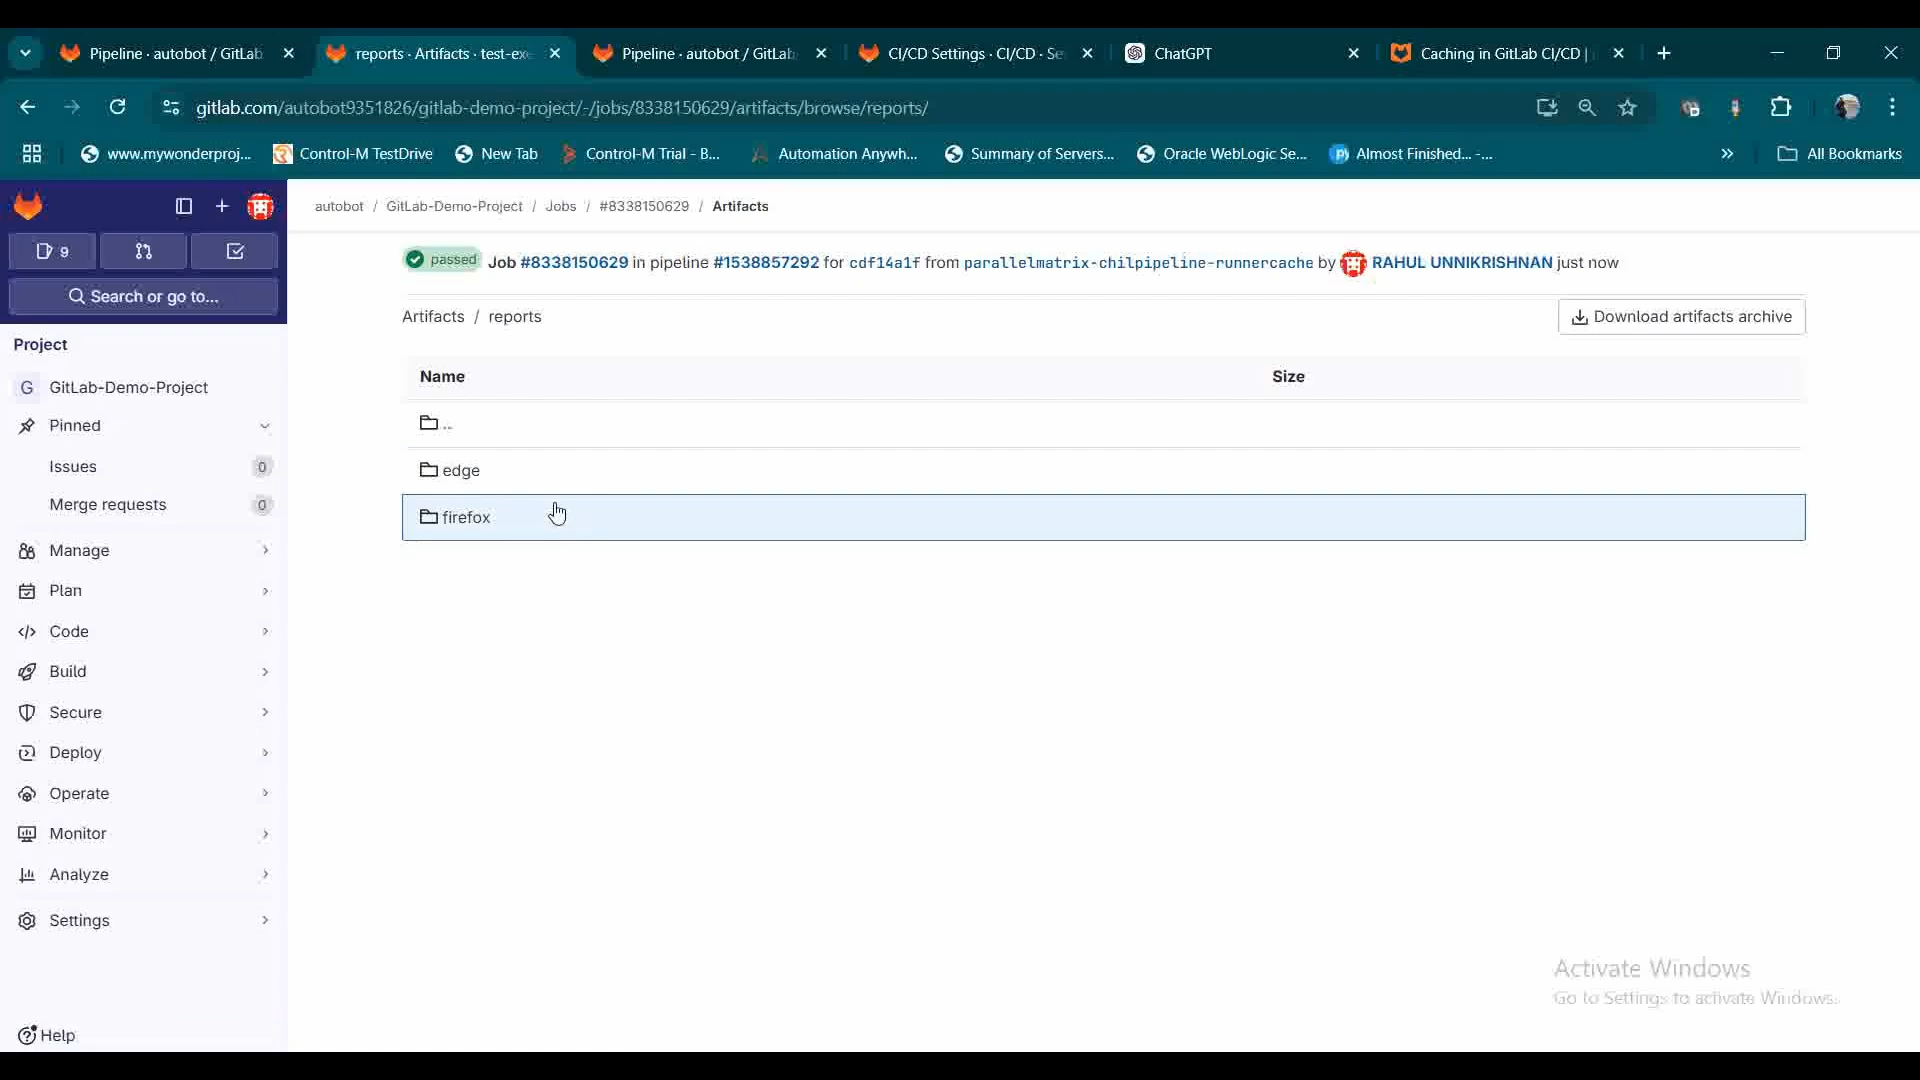 Pipeline · autobot / GitLab
reports · Artifacts · test-exe
Pipeline · autobot / GitLab
CI/CD Settings · CI/CD · Se
ChatGPT
Caching in GitLab CI/CD |
gitlab.com/autobot9351826/gitlab-demo-project/-/jobs/8338150629/artifacts/browse/reports/
www.mywonderproj...
Control-M TestDrive
New Tab
Control-M Trial - B...
Automation Anywh...
Summary of Servers...
Oracle WebLogic Se...
Almost Finished... -...
All Bookmarks
autobot / GitLab-Demo-Project / Jobs / #8338150629 / Artifacts
9
Search or go to...
passed Job #8338150629 in pipeline #1538857292 for cdf14a1f from parallelmatrix-chilpipeline-runnercache by RAHUL UNNIKRISHNAN just now
Artifacts / reports
Download artifacts archive
Name Size
..
edge
firefox
Project
G GitLab-Demo-Project
Pinned
Issues 0
Merge requests 0
Manage
Plan
Code
Build
Secure
Deploy
Operate
Monitor
Analyze
Settings
Help
Activate Windows
Go to Settings to activate Windows.